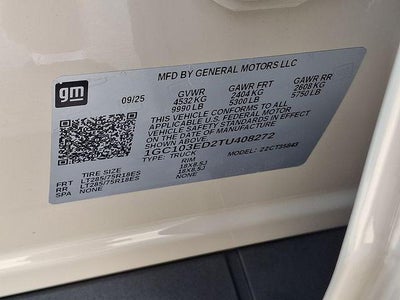 gm
MFD BY GENERAL MOTORS LLC
09/25 GVWR GAWR FRT GAWR RR
4532 KG 2404 KG 2608 KG
9990 LB 5300 LB 5750 LB
THIS VEHICLE CONFORMS TO ALL
APPLICABLE U.S. FEDERAL MOTOR
VEHICLE SAFETY STANDARDS
IN EFFECT ON THE DATE OF
MANUFACTURE
SHOWN ABOVE.
1GC103ED2TU408272
TYPE: TRUCK MODEL:
TIRE SIZE RIM
FRT LT285/75R18ES 18X8.5J
RR LT285/75R18ES 18X8.5J
SPA NONE NONE